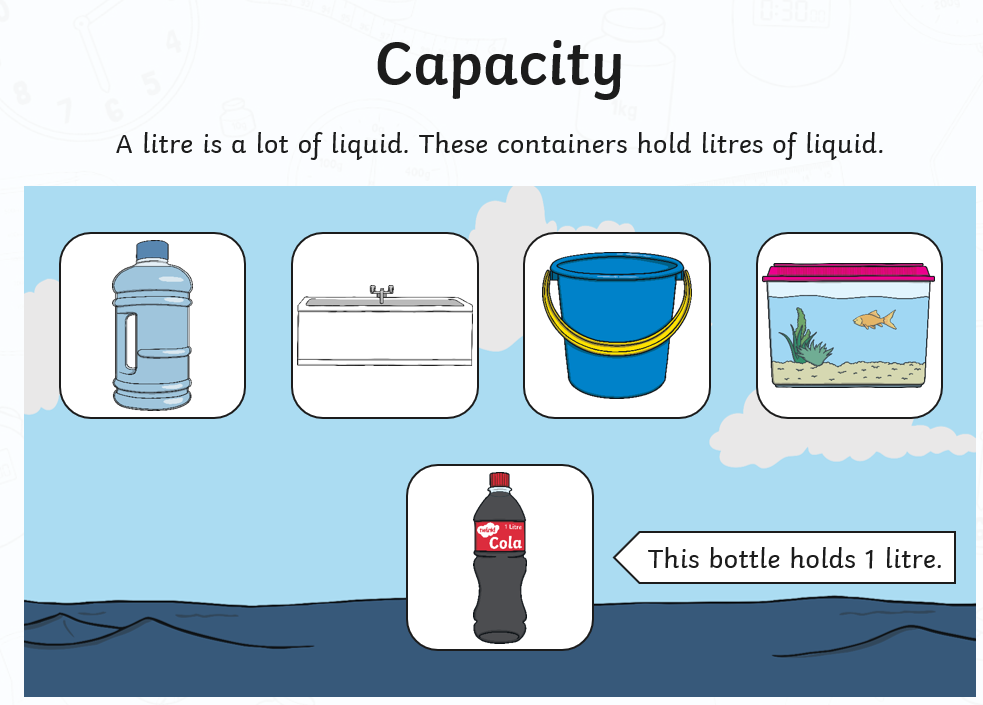 Capacity
A litre is a lot of liquid. These containers hold litres of liquid.
twinkl
1 Litre
Cola
This bottle holds 1 litre.